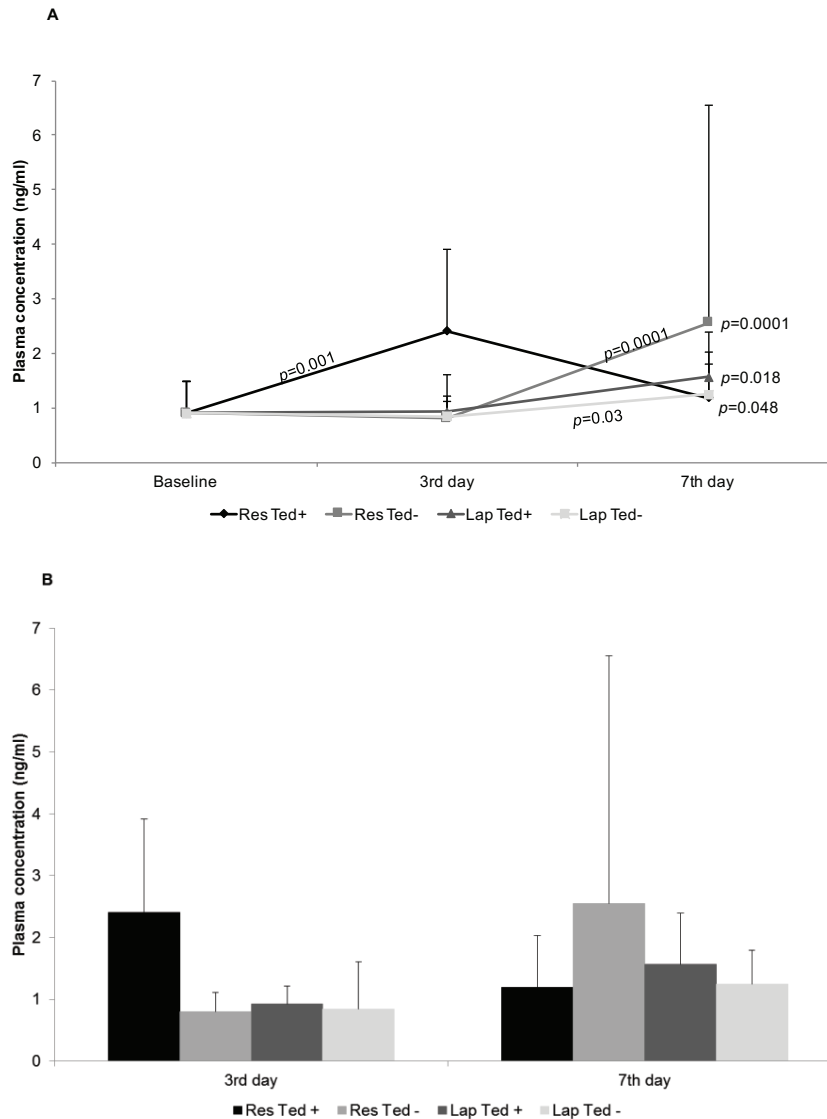 A
Plasma concentration (ng/ml)
7
6
5
4
3
2
1
0
p=0.001
p=0.0001
p=0.03
p=0.0001
p=0.018
p=0.048
Baseline 3rd day 7th day
Res Ted+ Res Ted- Lap Ted+ Lap Ted-
B
Plasma concentration (ng/ml)
7
6
5
4
3
2
1
0
3rd day 7th day
Res Ted + Res Ted - Lap Ted + Lap Ted -